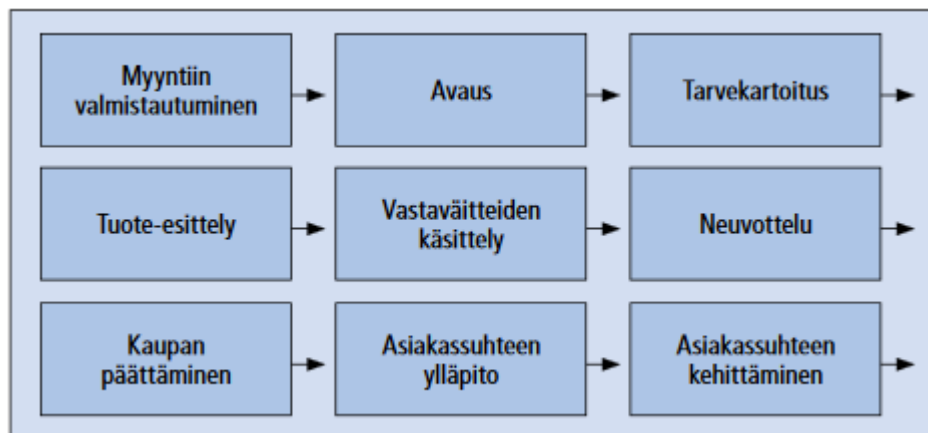 Myyntiin
valmistautuminen
Avaus
Tarvekartoitus
Tuote-esittely
Vastaväitteiden
käsittely
Neuvottelu
Kaupan
päättäminen
Asiakassuhteen
ylläpito
Asiakassuhteen
kehittäminen